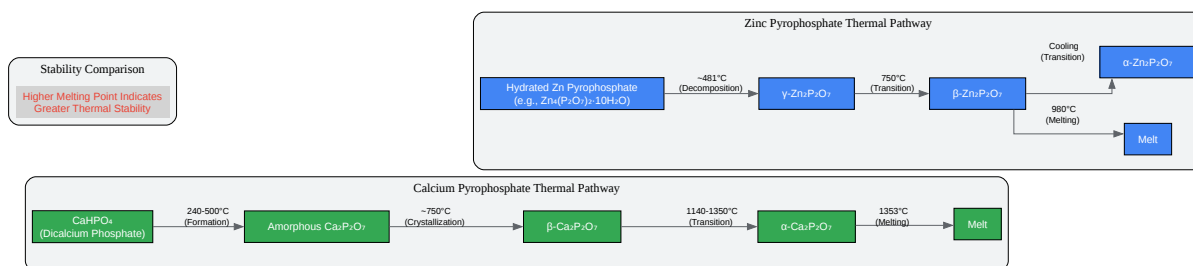 Zinc Pyrophosphate Thermal Pathway
Cooling
(Transition)
α-Zn₂P₂O₇
Stability Comparison
Higher Melting Point Indicates
Greater Thermal Stability
Hydrated Zn Pyrophosphate
(e.g., Zn₄(P₂O₇)₂·10H₂O)
~481°C
(Decomposition)
γ-Zn₂P₂O₇
750°C
(Transition)
β-Zn₂P₂O₇
980°C
(Melting)
Melt
Calcium Pyrophosphate Thermal Pathway
CaHPO₄
(Dicalcium Phosphate)
240-500°C
(Formation)
Amorphous Ca₂P₂O₇
~750°C
(Crystallization)
β-Ca₂P₂O₇
1140-1350°C
(Transition)
α-Ca₂P₂O₇
1353°C
(Melting)
Melt